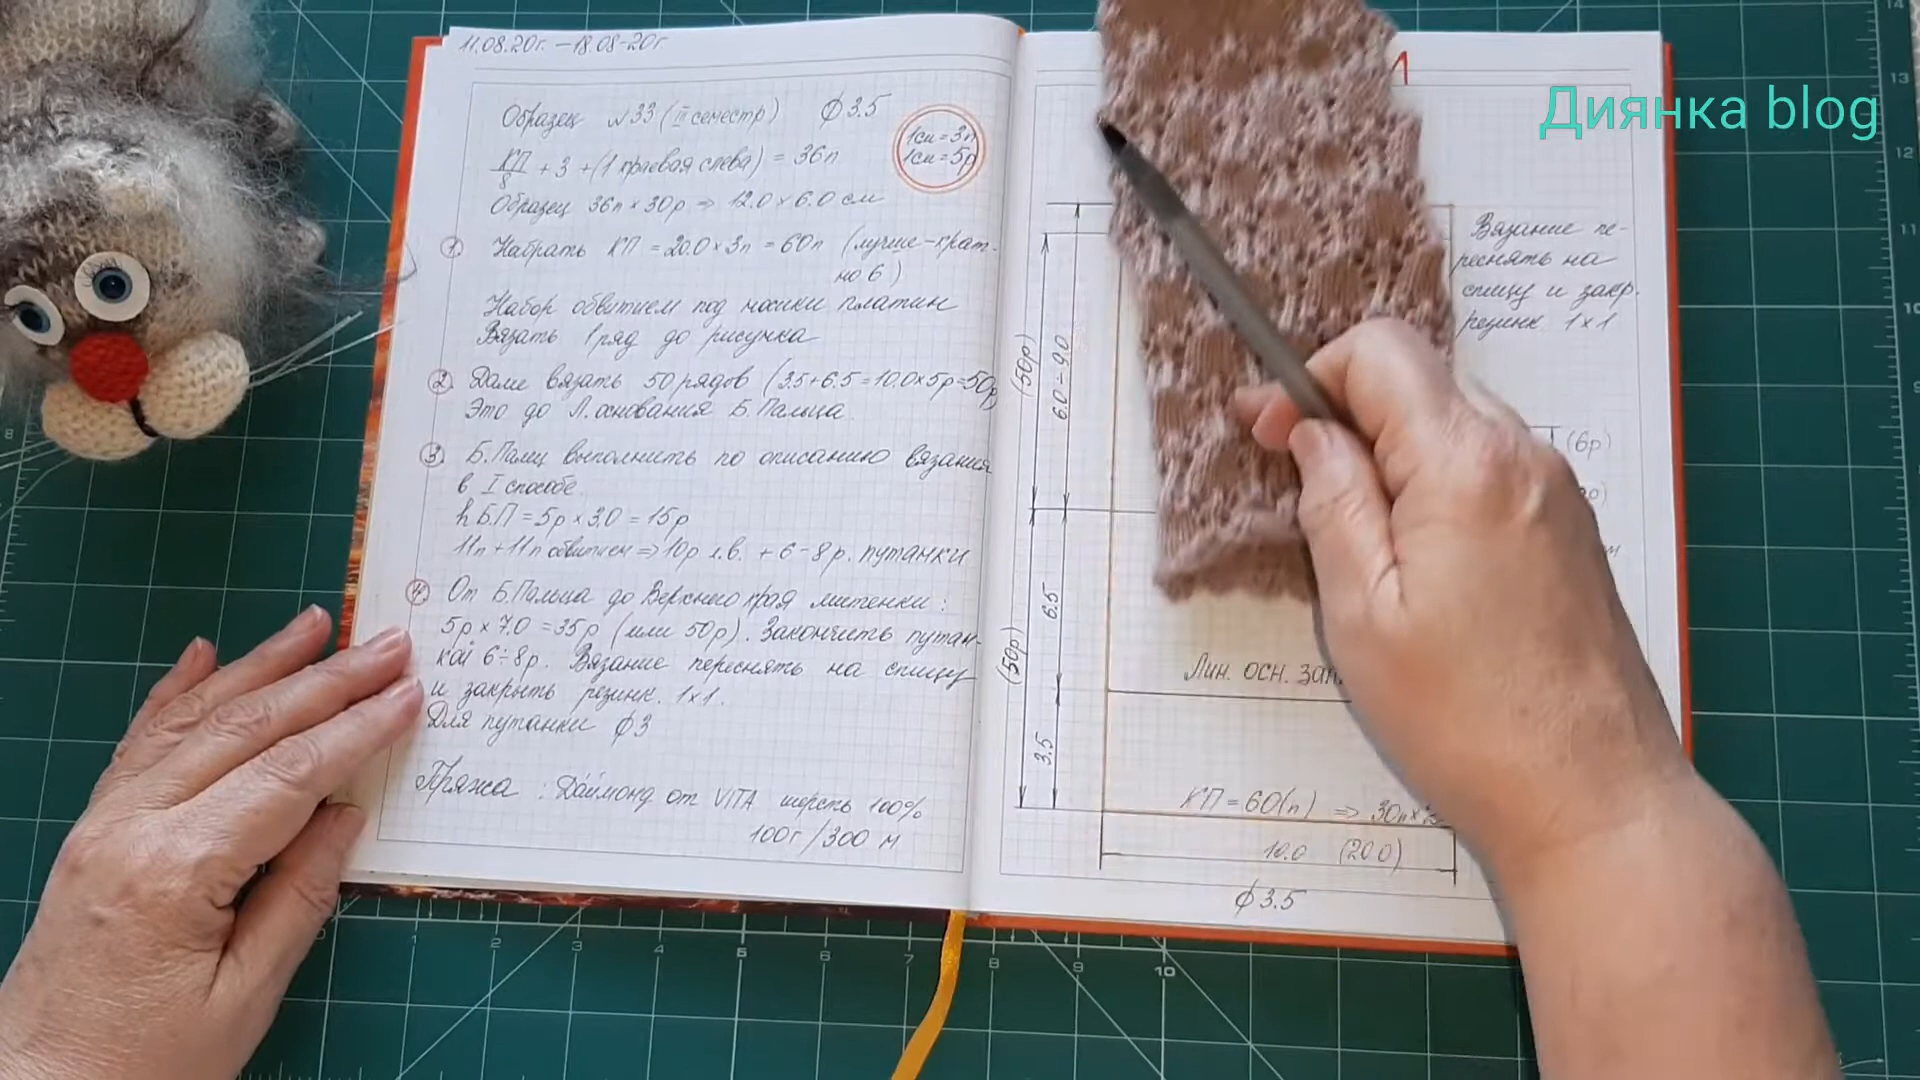 11.08.20г. – 18.08-20г
Образец №33 (II семестр) ϕ3.5
1см = 3п
1см = 5р
КП/8 + 3 + (1 краевая слева) = 36п
Образец 36п × 30р ⇒ 12.0 × 6.0 см
1. Набрать КП = 20.0 × 3п = 60п (лучше – крат-
но 6)
Набор обвитием под носики платин
Вязать 1 ряд до рисунка
2. Далее вязать 50 рядов (3.5+6.5=10.0×5р=50р)
Это до Л.основания Б.Пальца.
3. Б.Палец выполнить по описанию вязания
в I способе.
h Б.П = 5р × 3.0 = 15р
11п + 11п обвитием ⇒ 10р л.в. + 6 – 8р. путанки
4. От Б.Пальца до Верхнего края митенки :
5р × 7.0 = 35р (или 50р). Закончить путан-
кой 6÷8р. Вязание переснять на спицу
и закрыть резинк. 1×1.
Для путанки ϕ3
Пряжа : Даймонд от VITA шерсть 100%
100г /300 м
Диянка blog
Вязание пе-
реснять на
спицу и закр.
резинк 1×1
(50р)
6.0 ÷ 9.0
(6р)
6.5
(50р)
Лин. осн. зап.
3.5
КП = 60(п) ⇒ 30п×
10.0 (20.0)
ϕ3.5